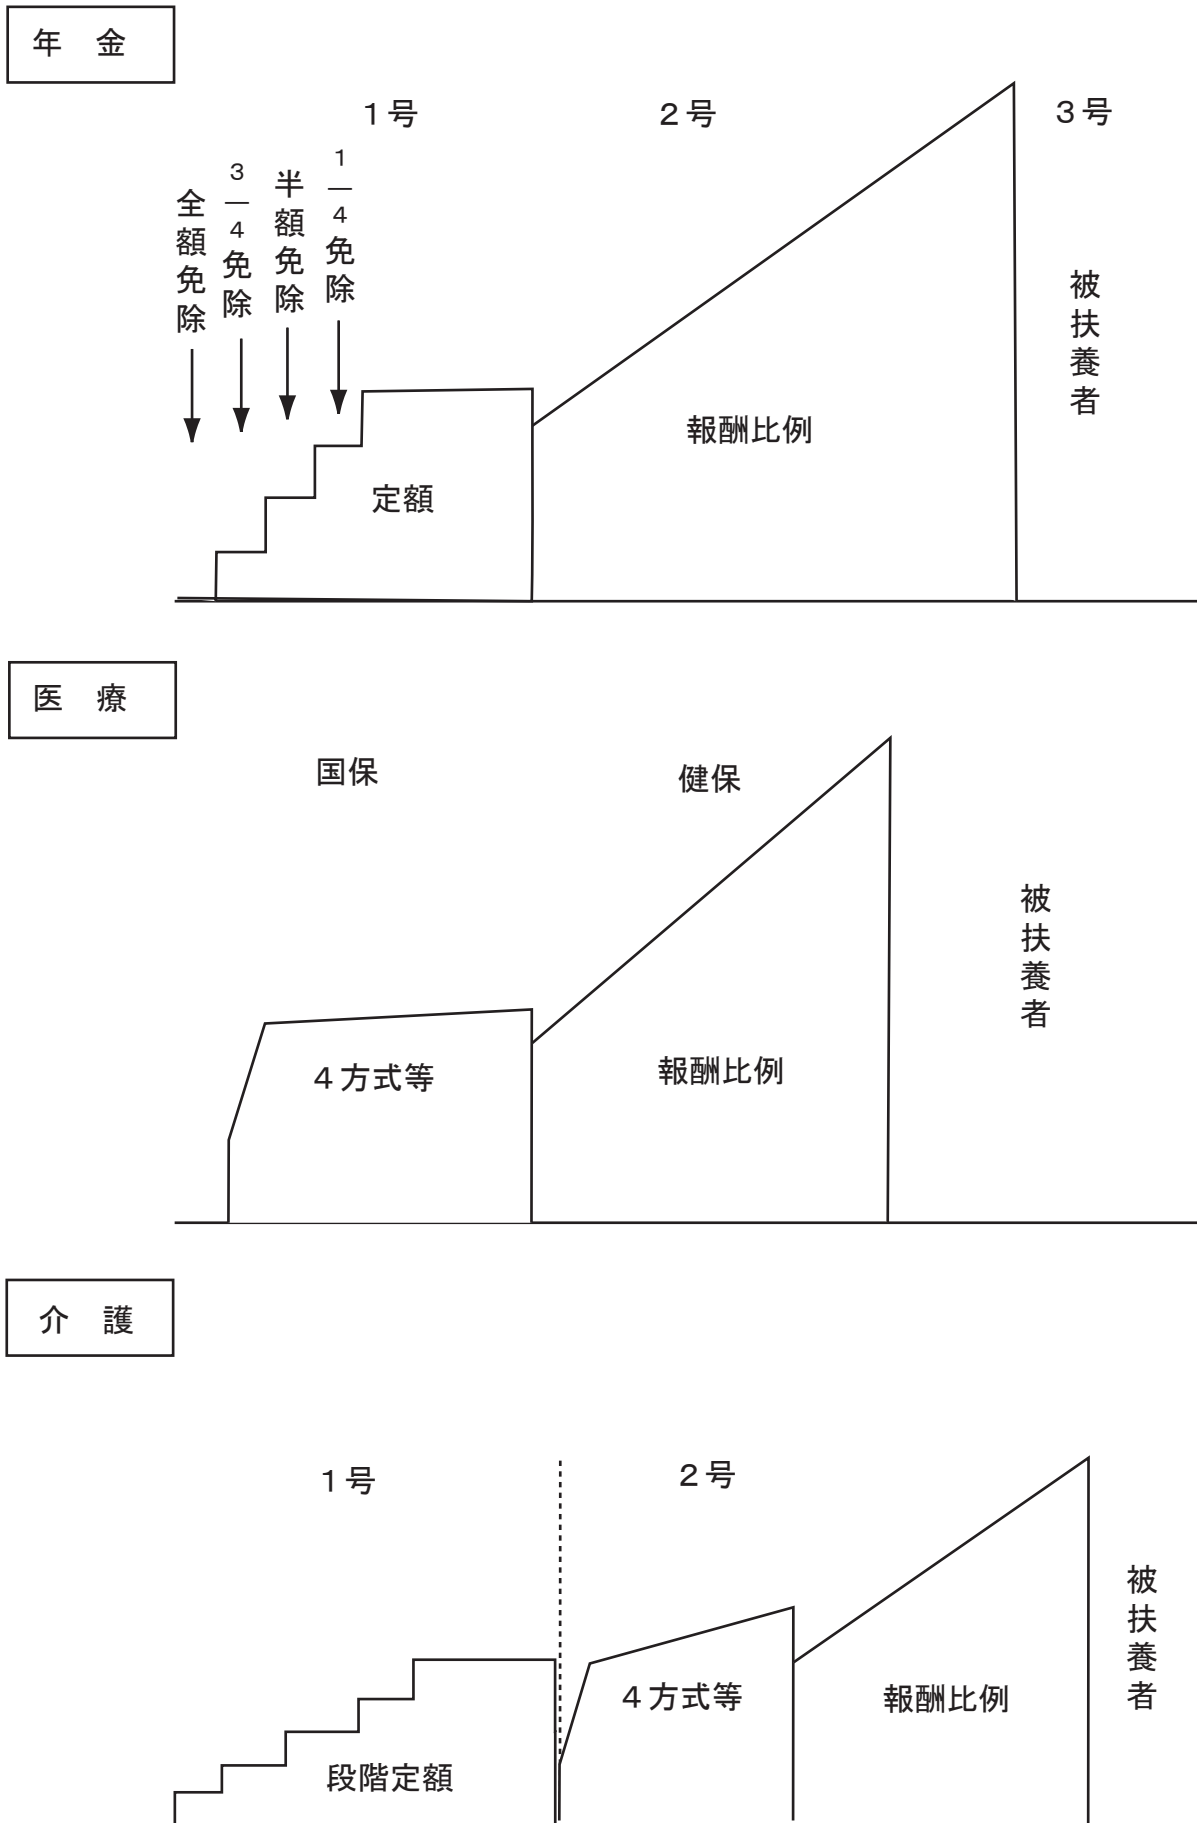 年　金
１号
２号
３号
全額免除
3/4免除
半額免除
1/4免除
被扶養者
報酬比例
定額
医　療
国保
健保
被扶養者
４方式等
報酬比例
介　護
１号
２号
被扶養者
４方式等
報酬比例
段階定額